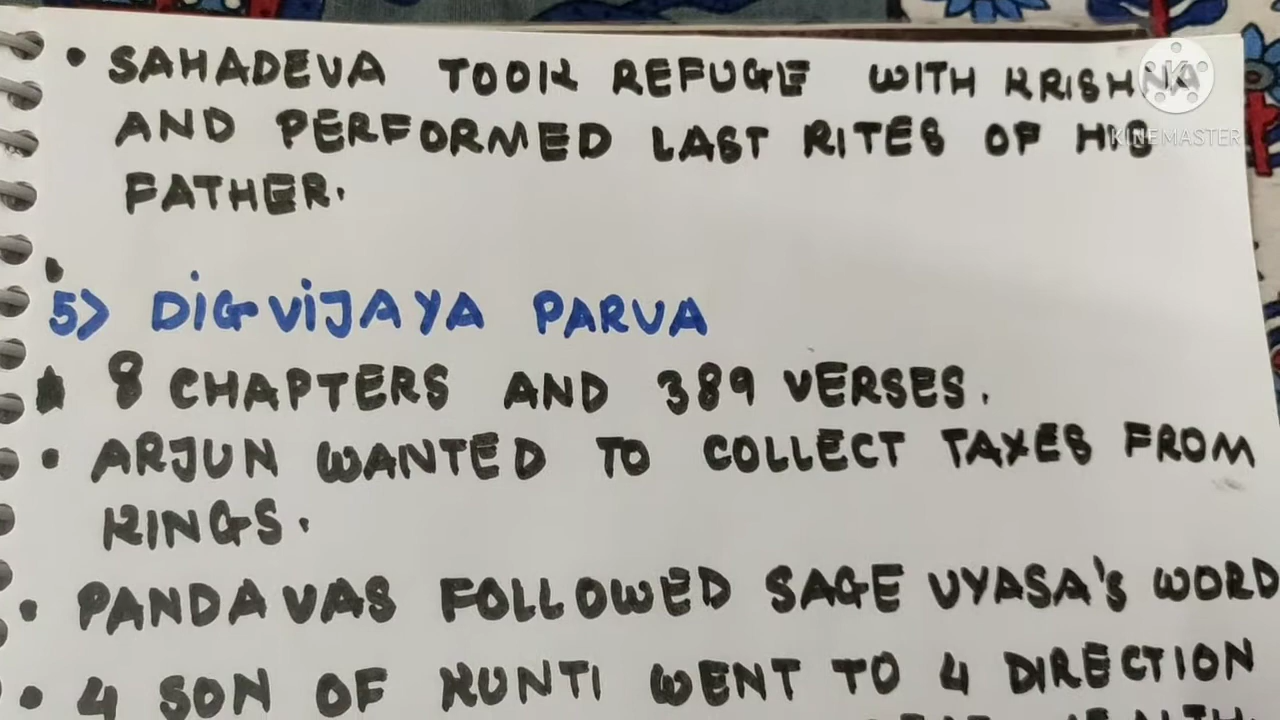 • SAHADEVA TOOK REFUGE WITH KRISHNA
AND PERFORMED LAST RITES OF HIS
FATHER.
KINEMASTER
5> DIGVIJAYA PARVA
8 CHAPTERS AND 389 VERSES.
• ARJUN WANTED TO COLLECT TAXES FROM
KINGS.
• PANDAVAS FOLLOWED SAGE VYASA'S WORD
• 4 SON OF KUNTI WENT TO 4 DIRECTION